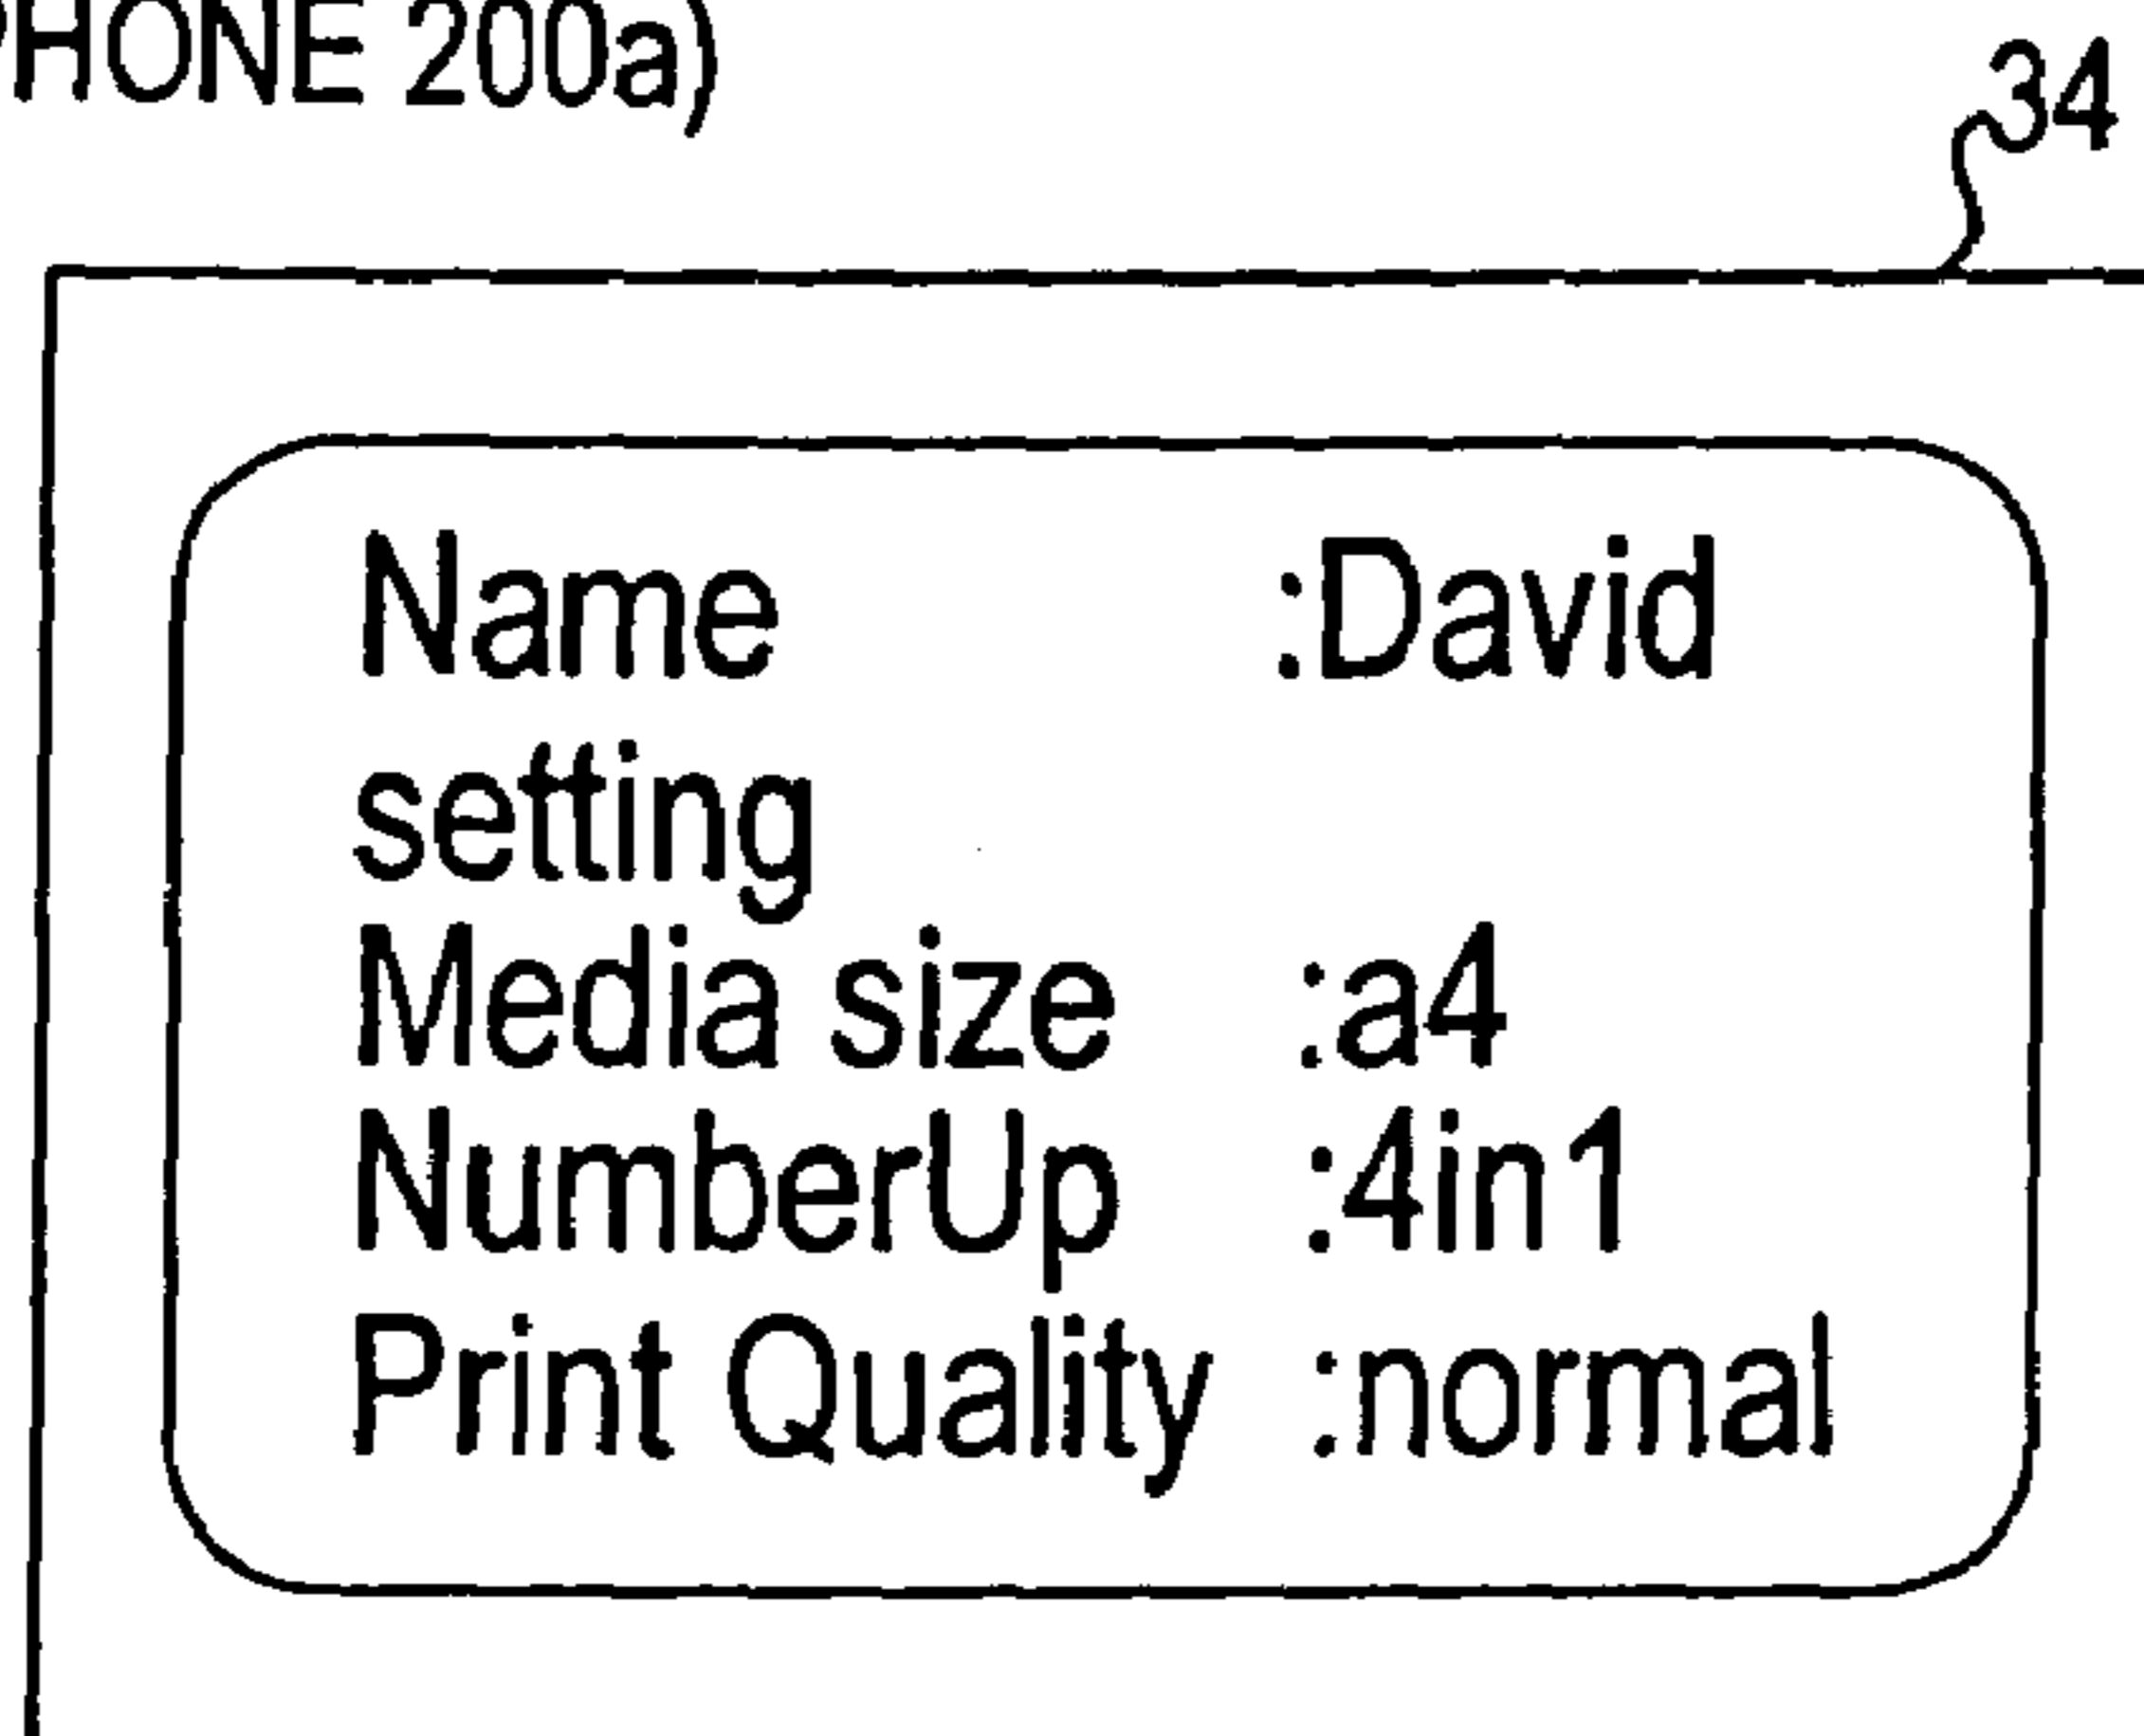 PHONE 200a)
34
Name :David
setting
Media size :a4
NumberUp :4in1
Print Quality :normal